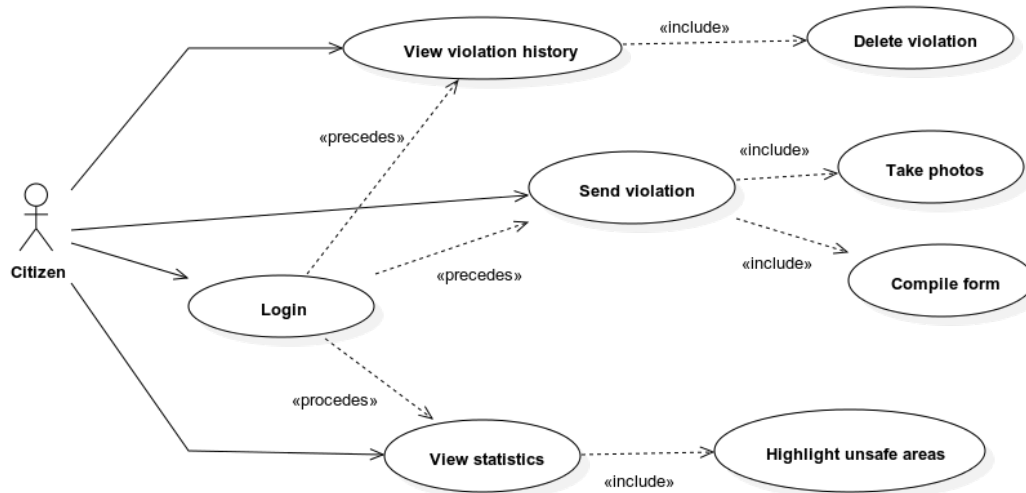 «include»
View violation history
Delete violation
«precedes»
«include»
Take photos
Send violation
Citizen
«precedes»
«include»
Compile form
Login
«procedes»
View statistics
Highlight unsafe areas
«include»